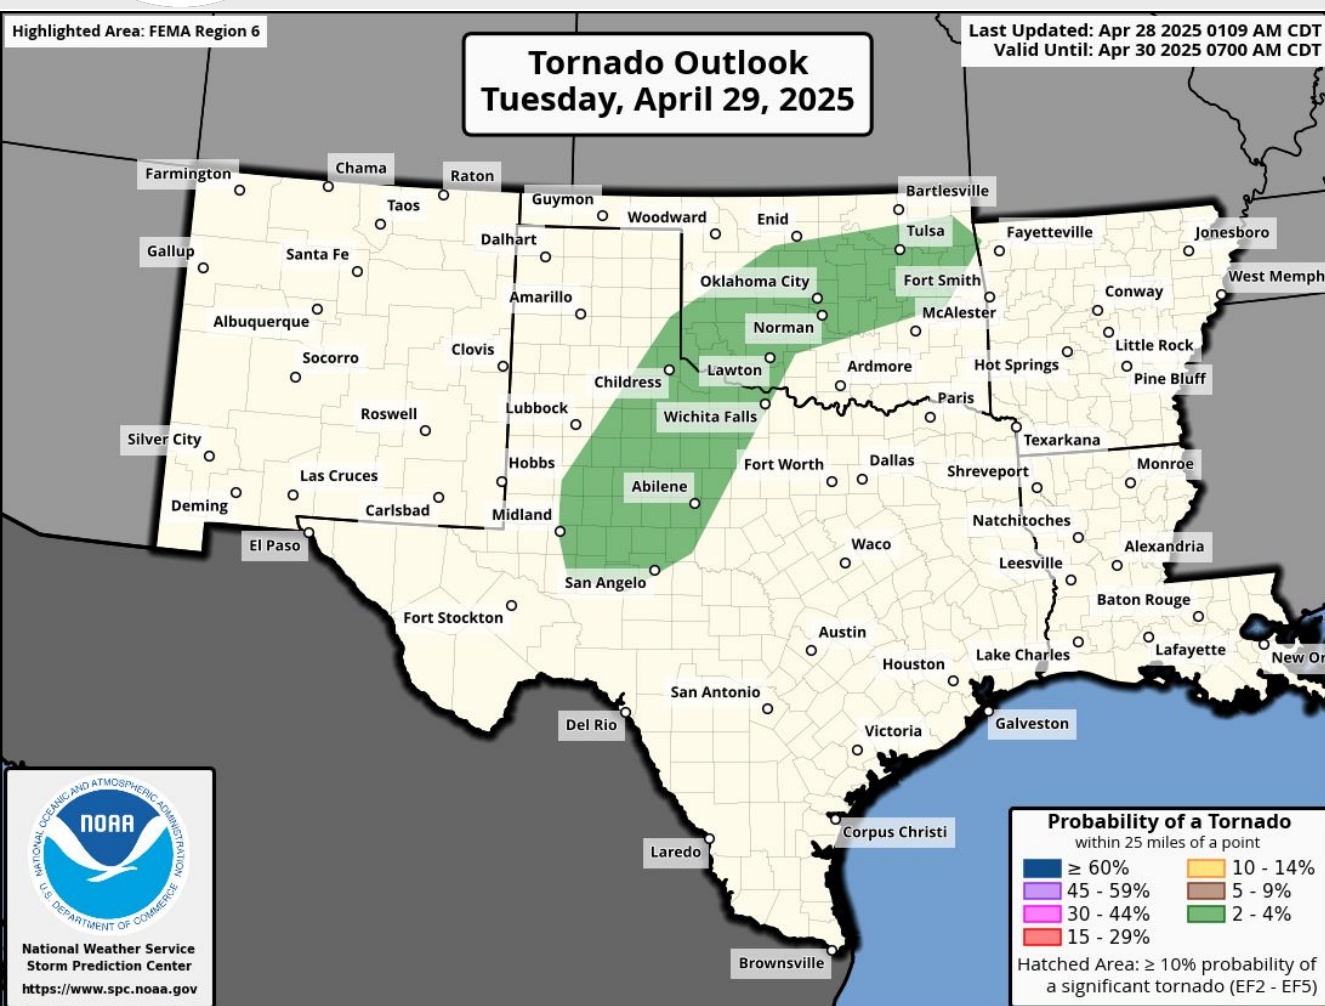 Highlighted Area: FEMA Region 6
Last Updated: Apr 28 2025 0109 AM CDT
Valid Until: Apr 30 2025 0700 AM CDT
Tornado Outlook
Tuesday, April 29, 2025
Farmington
Chama
Raton
Taos
Guymon
Woodward
Enid
Bartlesville
Tulsa
Fayetteville
Jonesboro
Gallup
Santa Fe
Dalhart
Oklahoma City
Fort Smith
West Memph
Amarillo
Conway
Albuquerque
Norman
McAlester
Little Rock
Socorro
Clovis
Childress
Lawton
Ardmore
Hot Springs
Pine Bluff
Roswell
Lubbock
Wichita Falls
Paris
Texarkana
Silver City
Hobbs
Las Cruces
Fort Worth
Dallas
Shreveport
Monroe
Deming
Carlsbad
Midland
Abilene
Natchitoches
El Paso
Waco
Alexandria
San Angelo
Leesville
Fort Stockton
Baton Rouge
Austin
Houston
Lake Charles
Lafayette
New Or
San Antonio
Del Rio
Victoria
Galveston
Corpus Christi
Laredo
Brownsville
NATIONAL OCEANIC AND ATMOSPHERIC ADMINISTRATION
NOAA
U.S. DEPARTMENT OF COMMERCE
National Weather Service
Storm Prediction Center
https://www.spc.noaa.gov
Probability of a Tornado
within 25 miles of a point
≥ 60% 10 - 14%
45 - 59% 5 - 9%
30 - 44% 2 - 4%
15 - 29%
Hatched Area: ≥ 10% probability of
a significant tornado (EF2 - EF5)